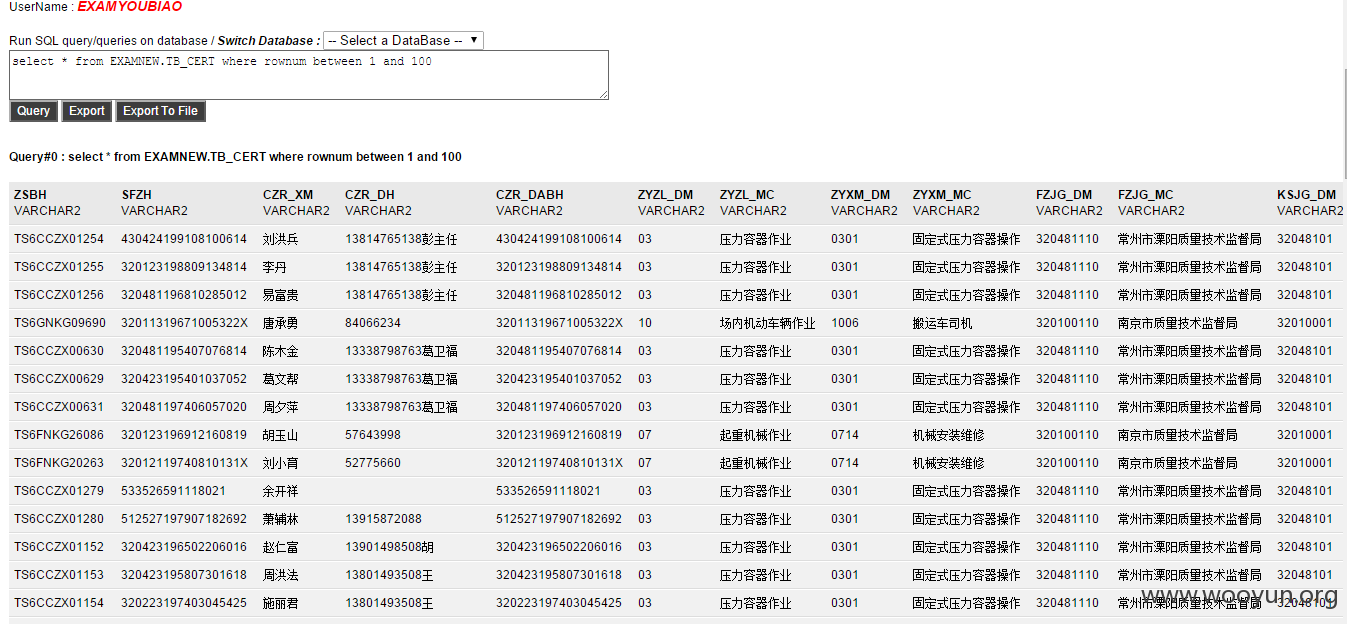 UserName : EXAMYOUBIAO
Run SQL query/queries on database / Switch Database : -- Select a DataBase -- ▼
select * from EXAMNEW.TB_CERT where rownum between 1 and 100
Query Export Export To File
Query#0 : select * from EXAMNEW.TB_CERT where rownum between 1 and 100
ZSBH SFZH CZR_XM CZR_DH CZR_DABH ZYZL_DM ZYZL_MC ZYXM_DM ZYXM_MC FZJG_DM FZJG_MC KSJG_DM
VARCHAR2 VARCHAR2 VARCHAR2 VARCHAR2 VARCHAR2 VARCHAR2 VARCHAR2 VARCHAR2 VARCHAR2 VARCHAR2 VARCHAR2 VARCHAR2
TS6CCZX01254 430424199108100614 刘洪兵 13814765138彭主任 430424199108100614 03 压力容器作业 0301 固定式压力容器操作 320481110 常州市溧阳质量技术监督局 32048101
TS6CCZX01255 320123198809134814 李丹 13814765138彭主任 320123198809134814 03 压力容器作业 0301 固定式压力容器操作 320481110 常州市溧阳质量技术监督局 32048101
TS6CCZX01256 320481196810285012 易富贵 13814765138彭主任 320481196810285012 03 压力容器作业 0301 固定式压力容器操作 320481110 常州市溧阳质量技术监督局 32048101
TS6GNKG09690 32011319671005322X 唐承勇 84066234 32011319671005322X 10 场内机动车辆作业 1006 搬运车司机 320100110 南京市质量技术监督局 32010001
TS6CCZX00630 320481195407076814 陈木金 13338798763葛卫福 320481195407076814 03 压力容器作业 0301 固定式压力容器操作 320481110 常州市溧阳质量技术监督局 32048101
TS6CCZX00629 320423195401037052 葛文帮 13338798763葛卫福 320423195401037052 03 压力容器作业 0301 固定式压力容器操作 320481110 常州市溧阳质量技术监督局 32048101
TS6CCZX00631 320481197406057020 周夕萍 13338798763葛卫福 320481197406057020 03 压力容器作业 0301 固定式压力容器操作 320481110 常州市溧阳质量技术监督局 32048101
TS6FNKG26086 320123196912160819 胡玉山 57643998 320123196912160819 07 起重机械作业 0714 机械安装维修 320100110 南京市质量技术监督局 32010001
TS6FNKG20263 32012119740810131X 刘小育 52775660 32012119740810131X 07 起重机械作业 0714 机械安装维修 320100110 南京市质量技术监督局 32010001
TS6CCZX01279 533526591118021 余开祥 533526591118021 03 压力容器作业 0301 固定式压力容器操作 320481110 常州市溧阳质量技术监督局 32048101
TS6CCZX01280 512527197907182692 萧辅林 13915872088 512527197907182692 03 压力容器作业 0301 固定式压力容器操作 320481110 常州市溧阳质量技术监督局 32048101
TS6CCZX01152 320423196502206016 赵仁富 13901498508胡 320423196502206016 03 压力容器作业 0301 固定式压力容器操作 320481110 常州市溧阳质量技术监督局 32048101
TS6CCZX01153 320423195807301618 周洪法 13801493508王 320423195807301618 03 压力容器作业 0301 固定式压力容器操作 320481110 常州市溧阳质量技术监督局 32048101
TS6CCZX01154 320223197403045425 施丽君 13801493508王 320223197403045425 03 压力容器作业 0301 固定式压力容器操作 320481110 常州市溧阳质量技术监督局 32048101
www.wooyun.org